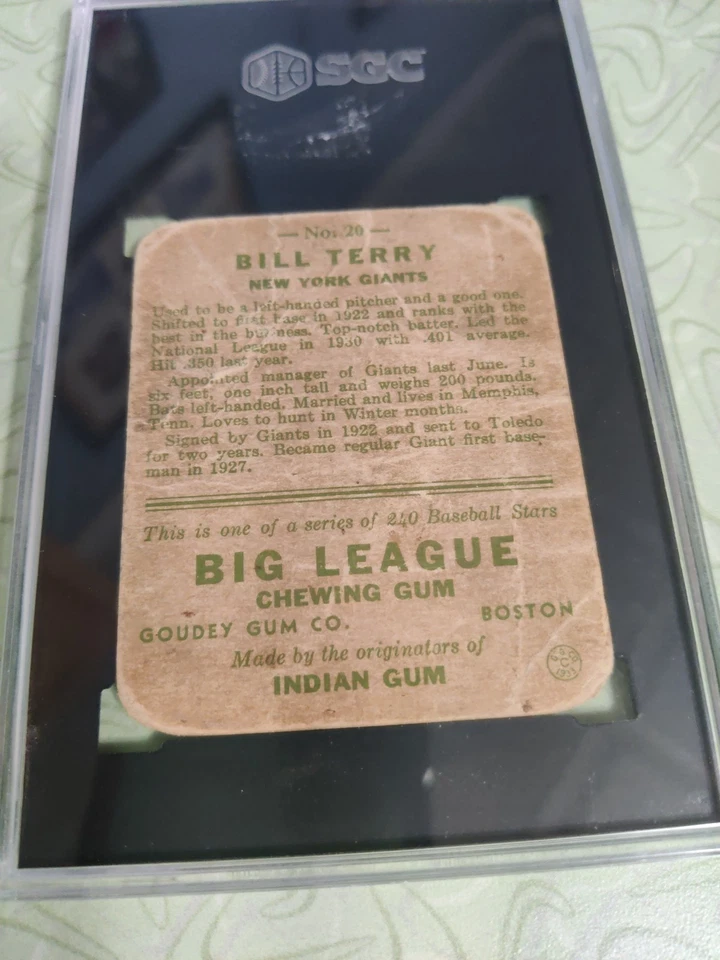 SGC
— No. 20 —
BILL TERRY
NEW YORK GIANTS
Used to be a left-handed pitcher and a good one.
Shifted to first base in 1922 and ranks with the
best in the business. Top-notch batter. Led the
National League in 1930 with .401 average.
Hit .350 last year.
Appointed manager of Giants last June. Is
six feet, one inch tall and weighs 200 pounds.
Bats left-handed. Married and lives in Memphis,
Tenn. Loves to hunt in Winter months.
Signed by Giants in 1922 and sent to Toledo
for two years. Became regular Giant first base-
man in 1927.
This is one of a series of 240 Baseball Stars
BIG LEAGUE
CHEWING GUM
GOUDEY GUM CO. BOSTON
Made by the originators of
INDIAN GUM